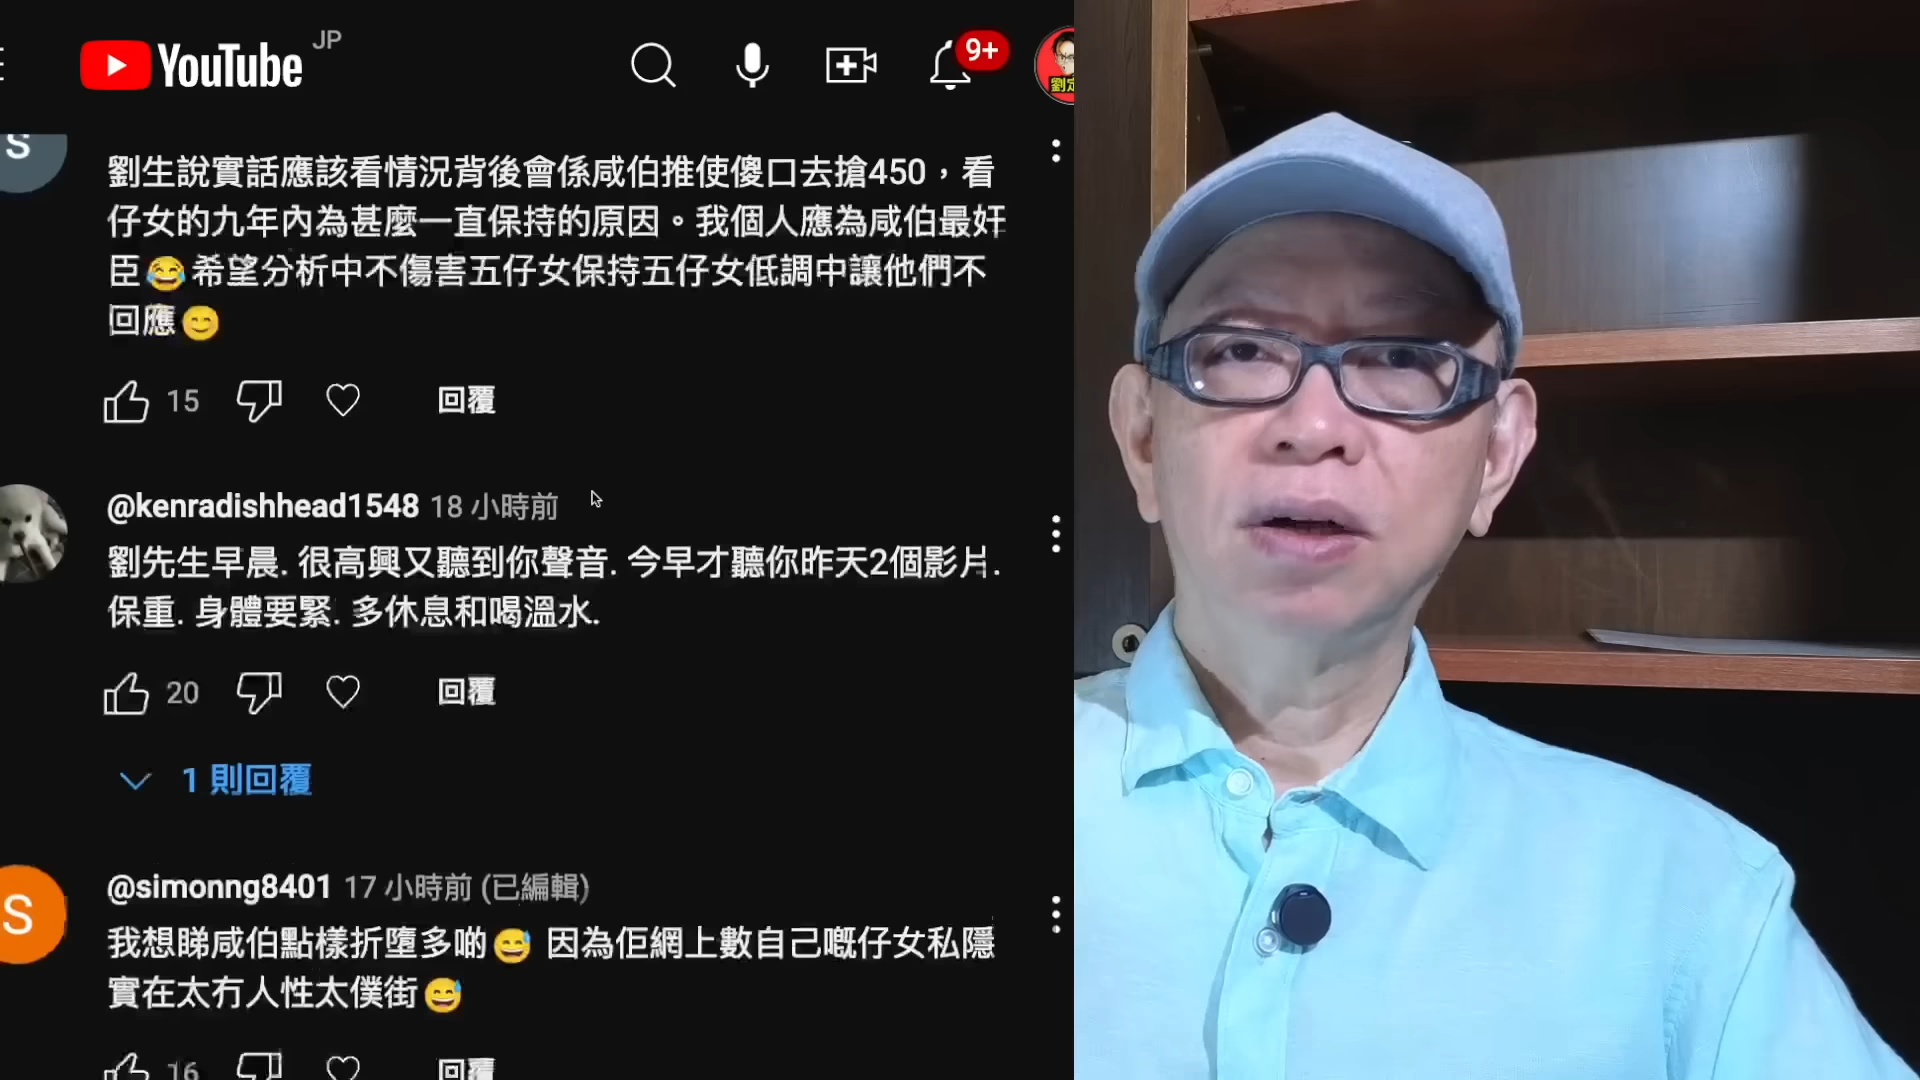 YouTube JP
9+
劉定
S
劉生說實話應該看情況背後會係咸伯推使傻口去搶450，看
仔女的九年內為甚麼一直保持的原因。我個人應為咸伯最奸
臣😂希望分析中不傷害五仔女保持五仔女低調中讓他們不
回應😊
15 回覆
@kenradishhead1548 18 小時前
劉先生早晨. 很高興又聽到你聲音. 今早才聽你昨天2個影片.
保重. 身體要緊. 多休息和喝溫水.
20 回覆
1 則回覆
S
@simonng8401 17 小時前 (已編輯)
我想睇咸伯點樣折墮多啲😅 因為佢網上數自己嘅仔女私隱
實在太冇人性太僕街😅
16 回覆